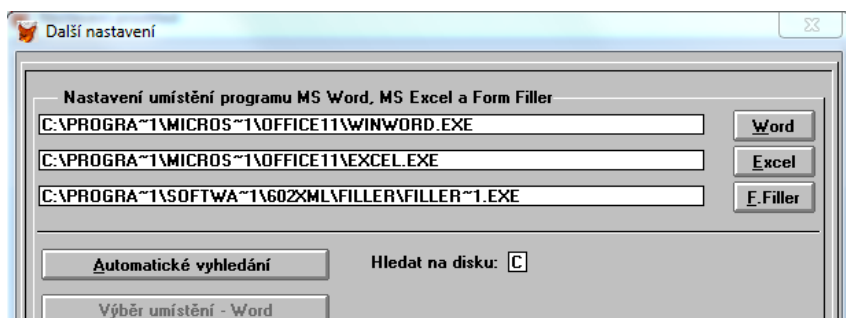 Další nastavení
Nastavení umístění programu MS Word, MS Excel a Form Filler
C:\PROGRA~1\MICROS~1\OFFICE11\WINWORD.EXE
Word
C:\PROGRA~1\MICROS~1\OFFICE11\EXCEL.EXE
Excel
C:\PROGRA~1\SOFTWA~1\602XML\FILLER\FILLER~1.EXE
F.Filler
Automatické vyhledání
Hledat na disku: C
Výběr umístění - Word